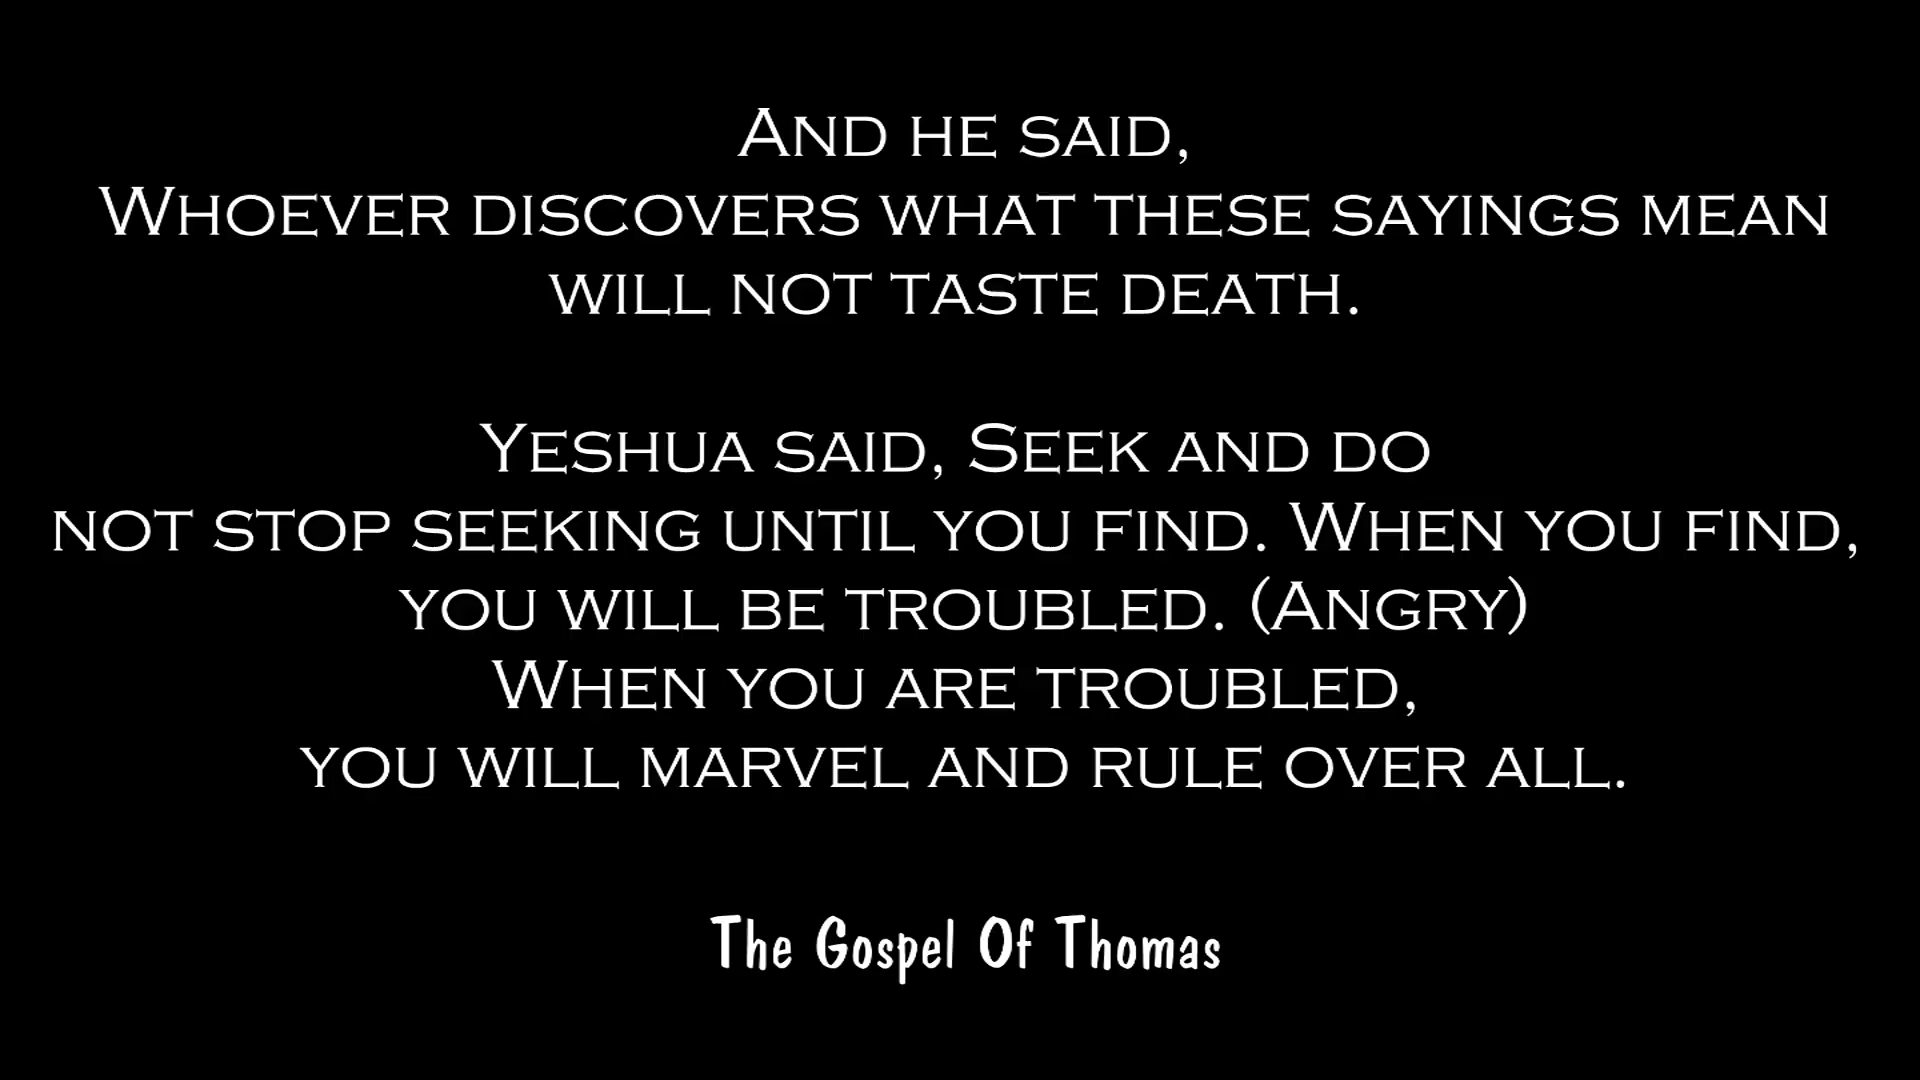 And he said,
Whoever discovers what these sayings mean
will not taste death.
Yeshua said, Seek and do
not stop seeking until you find. When you find,
you will be troubled. (Angry)
When you are troubled,
you will marvel and rule over all.
The Gospel Of Thomas